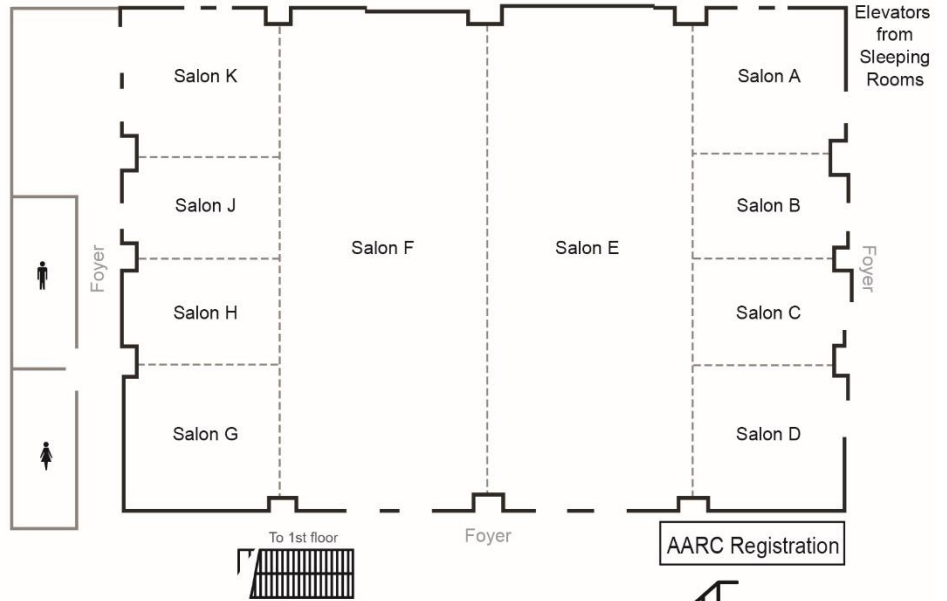 Elevators
from
Sleeping
Rooms
Salon K
Salon A
Salon J
Salon B
Salon F
Salon E
Foyer
Foyer
Salon H
Salon C
Salon G
Salon D
To 1st floor
Foyer
AARC Registration